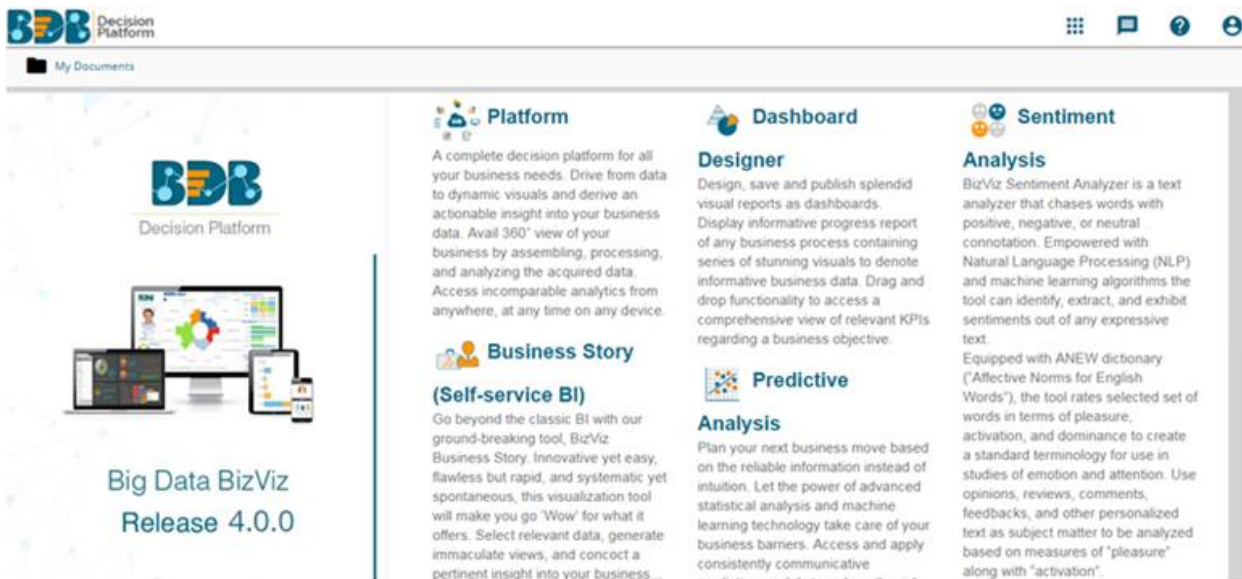 BDB Decision
Platform
My Documents
BDB
Decision Platform
Big Data BizViz
Release 4.0.0
Platform
A complete decision platform for all
your business needs. Drive from data
to dynamic visuals and derive an
actionable insight into your business
data. Avail 360° view of your
business by assembling, processing,
and analyzing the acquired data.
Access incomparable analytics from
anywhere, at any time on any device.
Business Story
(Self-service BI)
Go beyond the classic BI with our
ground-breaking tool, BizViz
Business Story. Innovative yet easy,
flawless but rapid, and systematic yet
spontaneous, this visualization tool
will make you go 'Wow' for what it
offers. Select relevant data, generate
immaculate views, and concoct a
pertinent insight into your business...
Dashboard
Designer
Design, save and publish splendid
visual reports as dashboards.
Display informative progress report
of any business process containing
series of stunning visuals to denote
informative business data. Drag and
drop functionality to access a
comprehensive view of relevant KPIs
regarding a business objective.
Predictive
Analysis
Plan your next business move based
on the reliable information instead of
intuition. Let the power of advanced
statistical analysis and machine
learning technology take care of your
business barriers. Access and apply
consistently communicative
Sentiment
Analysis
BizViz Sentiment Analyzer is a text
analyzer that chases words with
positive, negative, or neutral
connotation. Empowered with
Natural Language Processing (NLP)
and machine learning algorithms the
tool can identify, extract, and exhibit
sentiments out of any expressive
text.
Equipped with ANEW dictionary
("Affective Norms for English
Words"), the tool rates selected set of
words in terms of pleasure,
activation, and dominance to create
a standard terminology for use in
studies of emotion and attention. Use
opinions, reviews, comments,
feedbacks, and other personalized
text as subject matter to be analyzed
based on measures of "pleasure"
along with "activation".